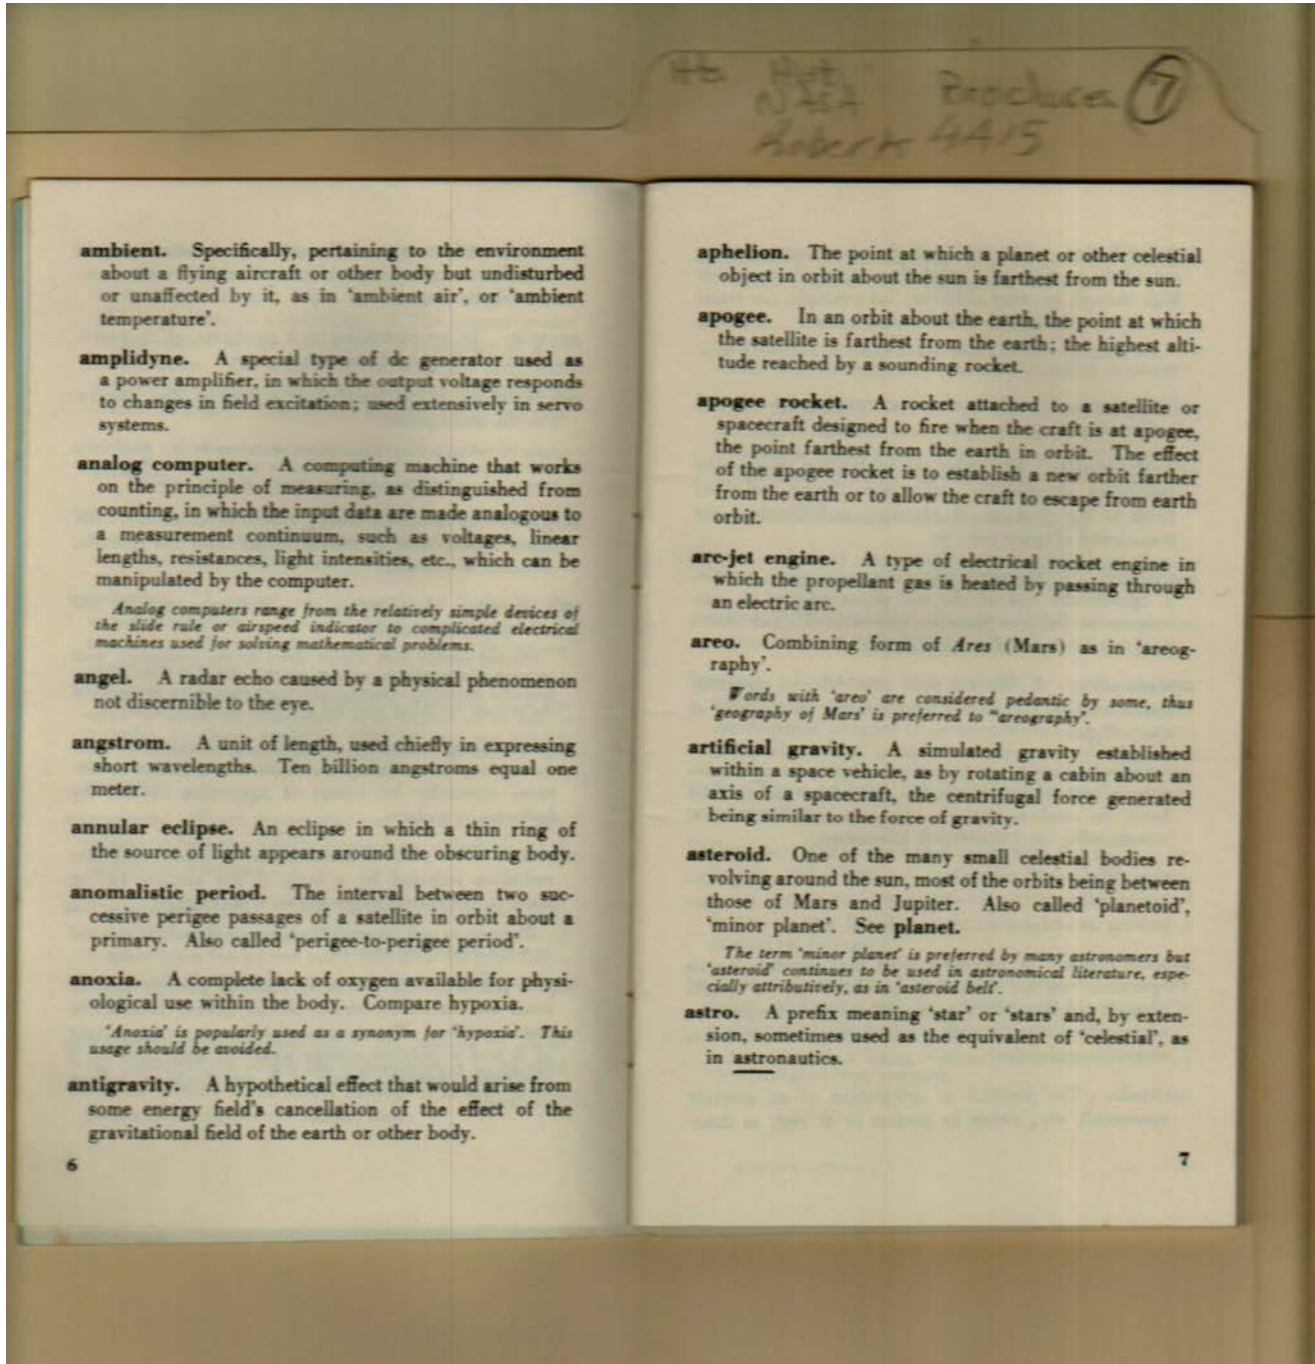 Hot
NASA
Brochures 7
Roberts 4A15
ambient. Specifically, pertaining to the environment
about a flying aircraft or other body but undisturbed
or unaffected by it, as in 'ambient air', or 'ambient
temperature'.
amplidyne. A special type of dc generator used as
a power amplifier, in which the output voltage responds
to changes in field excitation; used extensively in servo
systems.
analog computer. A computing machine that works
on the principle of measuring, as distinguished from
counting, in which the input data are made analogous to
a measurement continuum, such as voltages, linear
lengths, resistances, light intensities, etc., which can be
manipulated by the computer.
Analog computers range from the relatively simple devices of
the slide rule or airspeed indicator to complicated electrical
machines used for solving mathematical problems.
angel. A radar echo caused by a physical phenomenon
not discernible to the eye.
angstrom. A unit of length, used chiefly in expressing
short wavelengths. Ten billion angstroms equal one
meter.
annular eclipse. An eclipse in which a thin ring of
the source of light appears around the obscuring body.
anomalistic period. The interval between two suc-
cessive perigee passages of a satellite in orbit about a
primary. Also called 'perigee-to-perigee period'.
anoxia. A complete lack of oxygen available for physi-
ological use within the body. Compare hypoxia.
'Anoxia' is popularly used as a synonym for 'hypoxia'. This
usage should be avoided.
antigravity. A hypothetical effect that would arise from
some energy field's cancellation of the effect of the
gravitational field of the earth or other body.
6
aphelion. The point at which a planet or other celestial
object in orbit about the sun is farthest from the sun.
apogee. In an orbit about the earth, the point at which
the satellite is farthest from the earth; the highest alti-
tude reached by a sounding rocket.
apogee rocket. A rocket attached to a satellite or
spacecraft designed to fire when the craft is at apogee,
the point farthest from the earth in orbit. The effect
of the apogee rocket is to establish a new orbit farther
from the earth or to allow the craft to escape from earth
orbit.
arc-jet engine. A type of electrical rocket engine in
which the propellant gas is heated by passing through
an electric arc.
areo. Combining form of Ares (Mars) as in 'areog-
raphy'.
Words with 'areo' are considered pedantic by some, thus
'geography of Mars' is preferred to "areography'.
artificial gravity. A simulated gravity established
within a space vehicle, as by rotating a cabin about an
axis of a spacecraft, the centrifugal force generated
being similar to the force of gravity.
asteroid. One of the many small celestial bodies re-
volving around the sun, most of the orbits being between
those of Mars and Jupiter. Also called 'planetoid',
'minor planet'. See planet.
The term 'minor planet' is preferred by many astronomers but
'asteroid' continues to be used in astronomical literature, espe-
cially attributively, as in 'asteroid belt'.
astro. A prefix meaning 'star' or 'stars' and, by exten-
sion, sometimes used as the equivalent of 'celestial', as
in astronautics.
7